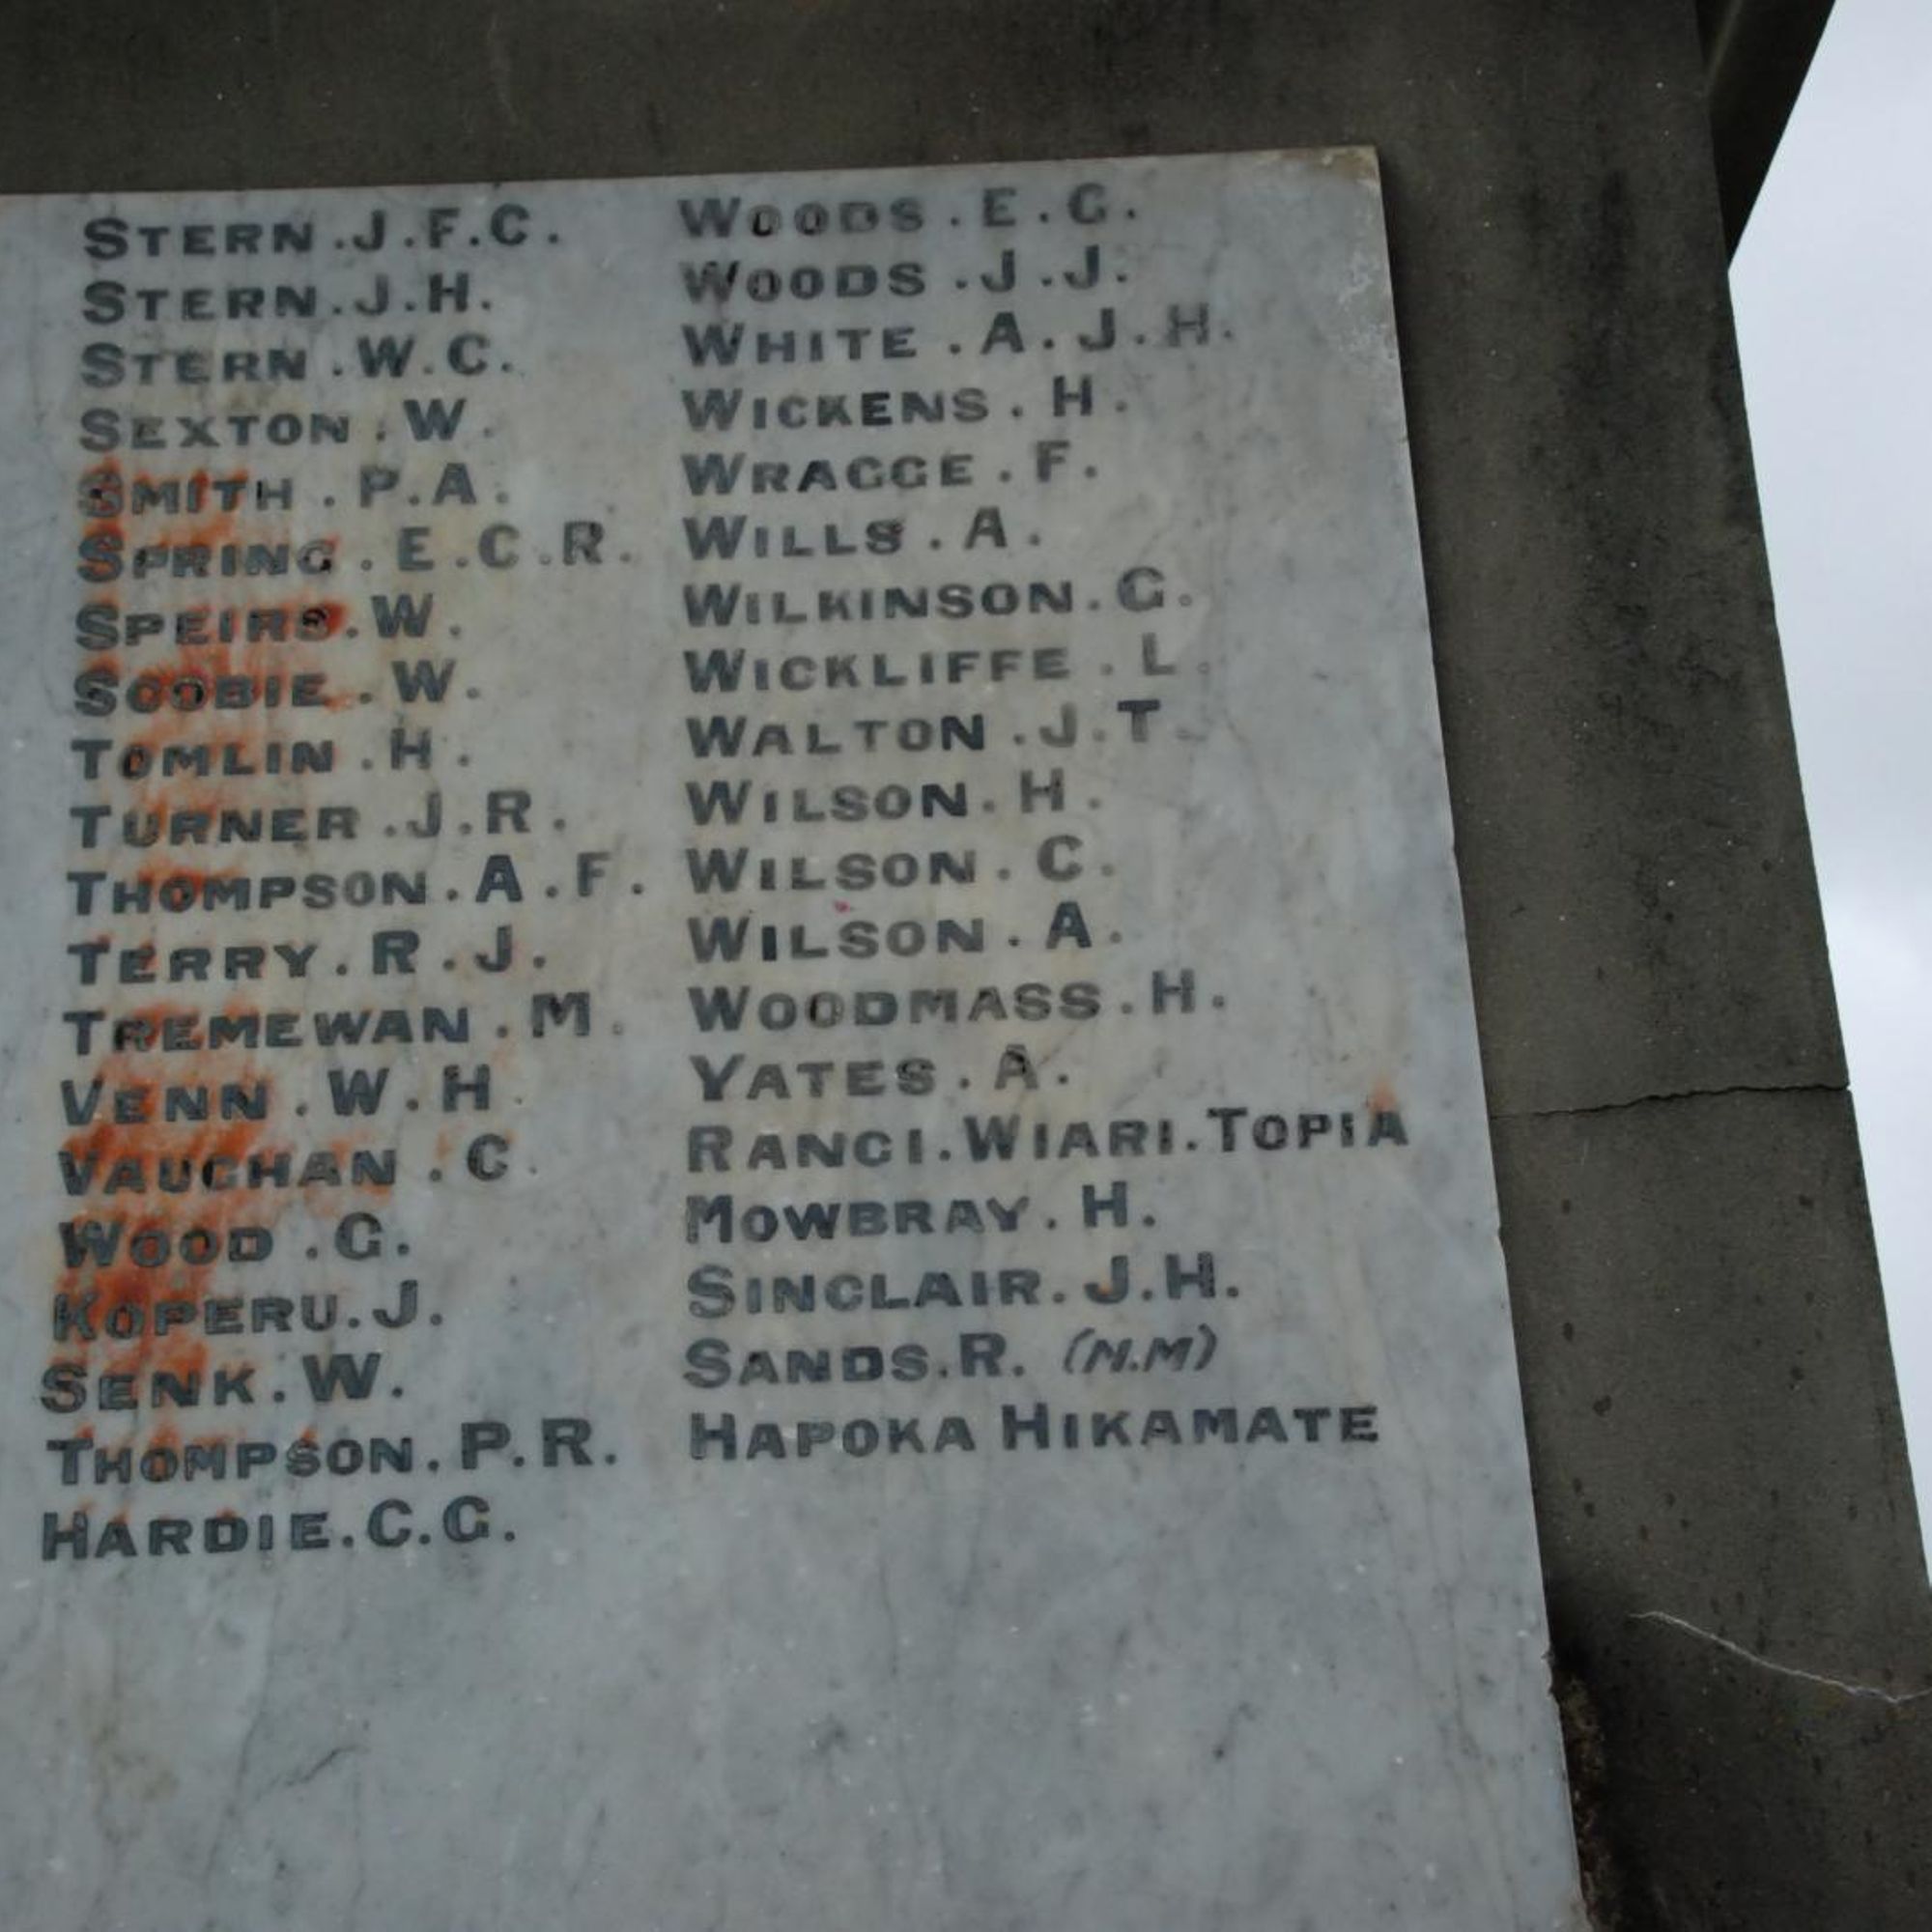 STERN.J.F.C.
STERN.J.H.
STERN.W.C.
SEXTON.W.
SMITH.P.A.
SPRING.E.C.R.
SPEIRS.W.
SCOBIE.W.
TOMLIN.H.
TURNER.J.R.
THOMPSON.A.F.
TERRY.R.J.
TREMEWAN.M.
VENN.W.H.
VAUGHAN.C.
WOOD.G.
KOPERU.J.
SENK.W.
THOMPSON.P.R.
HARDIE.C.G.
WOODS.E.G.
WOODS.J.J.
WHITE.A.J.H.
WICKENS.H.
WRAGGE.F.
WILLS.A.
WILKINSON.G.
WICKLIFFE.L.
WALTON.J.T.
WILSON.H.
WILSON.C.
WILSON.A.
WOODMASS.H.
YATES.A.
RANGI.WIARI.TOPIA
MOWBRAY.H.
SINCLAIR.J.H.
SANDS.R. (N.M)
HAPOKA HIKAMATE